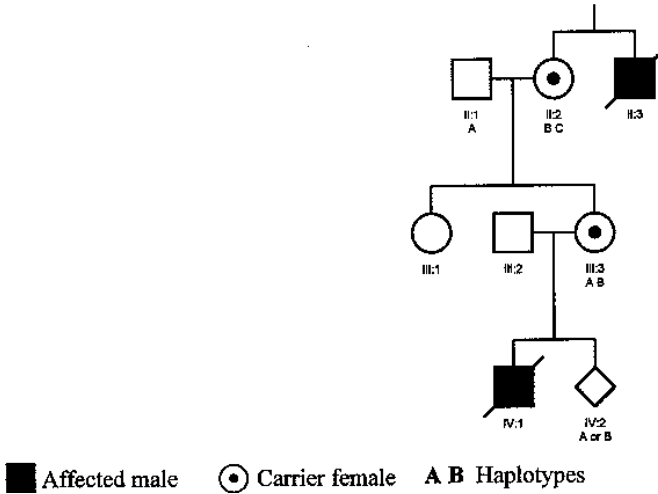 II:1
A
II:2
B C
II:3
III:1
III:2
III:3
A B
IV:1
IV:2
A or B
Affected male
Carrier female
A B Haplotypes